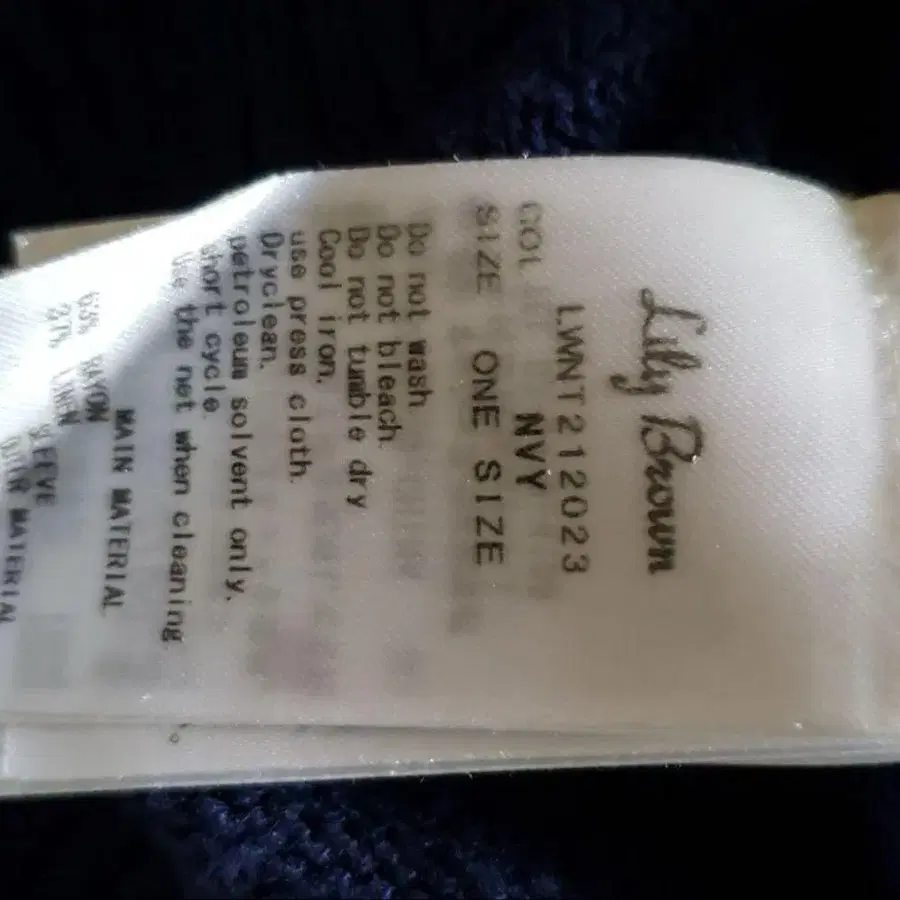 Lily Brown
LWNT212023
COL NVY
SIZE ONE SIZE
Do not wash
Do not bleach.
Do not tumble dry
Cool iron,
use press cloth.
Dryclean.
petroleum solvent only,
short cycle
Use the net when cleaning
MAIN MATERIAL
RAYON
LINEN
SLEEVE
MATERIAL